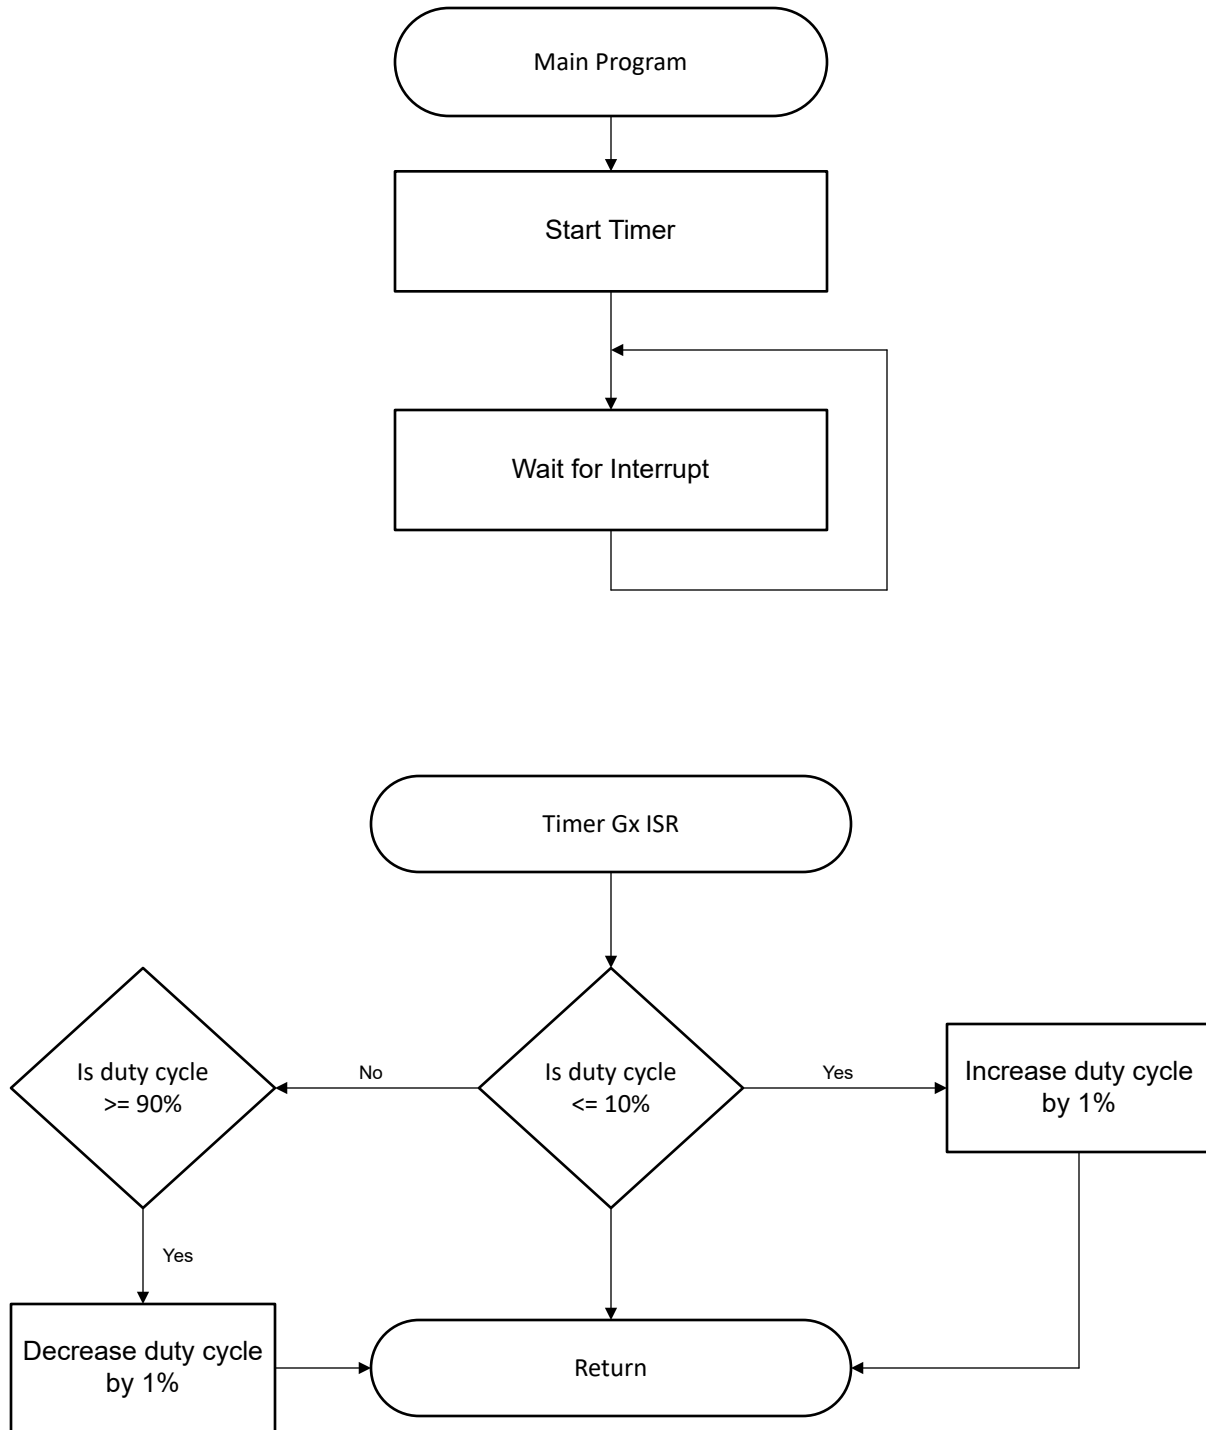 Main Program
Start Timer
Wait for Interrupt
Timer Gx ISR
Is duty cycle
>= 90%
No
Is duty cycle
<= 10%
Yes
Increase duty cycle
by 1%
Yes
Decrease duty cycle
by 1%
Return